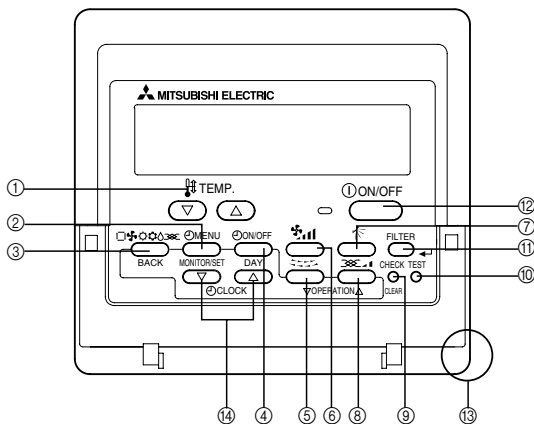 MITSUBISHI ELECTRIC
① TEMP. ON/OFF ⑫
② MENU ON/OFF ⑦
FILTER ⑪
③ BACK MONITOR/SET DAY CHECK TEST ⑩
CLOCK OPERATION CLEAR
⑭ ④ ⑤ ⑥ ⑧ ⑨ ⑬